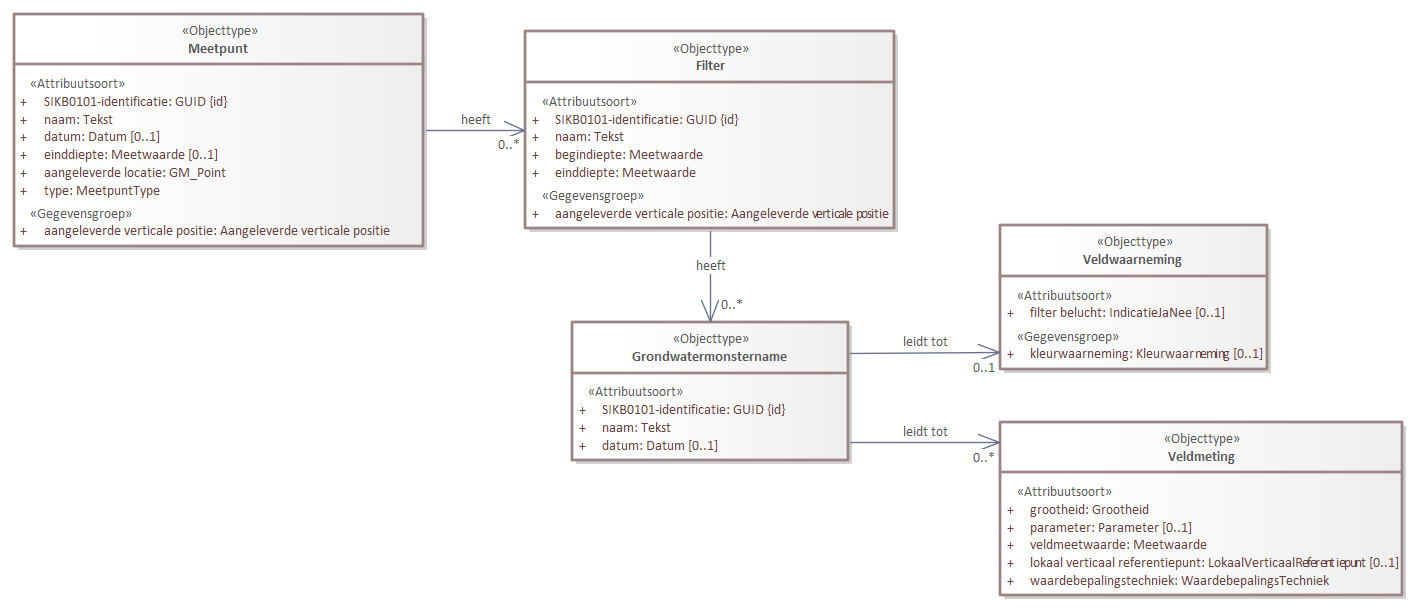 «Objecttype»
Meetpunt
«Attribuutsoort»
+ SIKB0101-identificatie: GUID {id}
+ naam: Tekst
+ datum: Datum [0..1]
+ einddiepte: Meetwaarde [0..1]
+ aangeleverde locatie: GM_Point
+ type: MeetpuntType
«Gegevensgroep»
+ aangeleverde verticale positie: Aangeleverde verticale positie
heeft
0..*
«Objecttype»
Filter
«Attribuutsoort»
+ SIKB0101-identificatie: GUID {id}
+ naam: Tekst
+ begindiepte: Meetwaarde
+ einddiepte: Meetwaarde
«Gegevensgroep»
+ aangeleverde verticale positie: Aangeleverde verticale positie
heeft
0..*
«Objecttype»
Grondwatermonstername
«Attribuutsoort»
+ SIKB0101-identificatie: GUID {id}
+ naam: Tekst
+ datum: Datum [0..1]
leidt tot
0..1
«Objecttype»
Veldwaarneming
«Attribuutsoort»
+ filter belucht: IndicatieJaNee [0..1]
«Gegevensgroep»
+ kleurwaarneming: Kleurwaarneming [0..1]
leidt tot
0..*
«Objecttype»
Veldmeting
«Attribuutsoort»
+ grootheid: Grootheid
+ parameter: Parameter [0..1]
+ veldmeetwaarde: Meetwaarde
+ lokaal verticaal referentiepunt: LokaalVerticaalReferentiepunt [0..1]
+ waardebepalingstechniek: WaardebepalingsTechniek